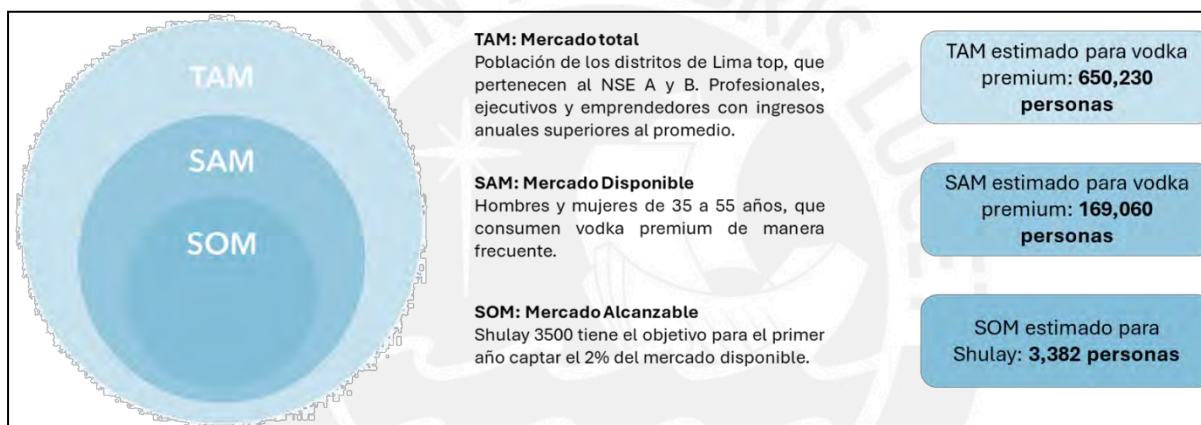 TAM
SAM
SOM
TAM: Mercado total
Población de los distritos de Lima top, que
pertenecen al NSE A y B. Profesionales,
ejecutivos y emprendedores con ingresos
anuales superiores al promedio.
SAM: Mercado Disponible
Hombres y mujeres de 35 a 55 años, que
consumen vodka premium de manera
frecuente.
SOM: Mercado Alcanzable
Shulay 3500 tiene el objetivo para el primer
año captar el 2% del mercado disponible.
TAM estimado para vodka
premium: 650,230
personas
SAM estimado para vodka
premium: 169,060
personas
SOM estimado para
Shulay: 3,382 personas